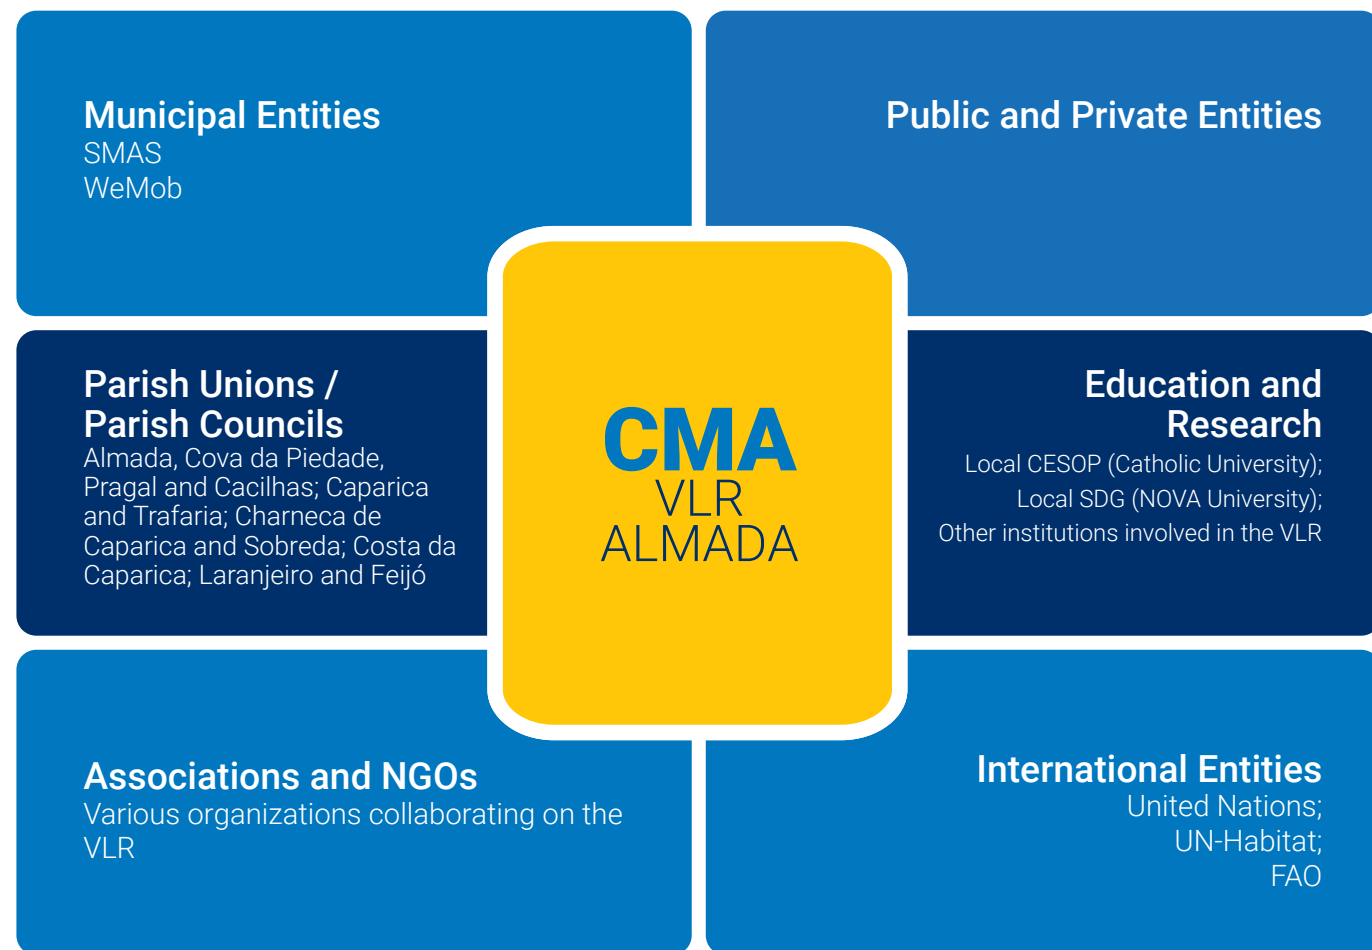 Municipal Entities
SMAS
WeMob
Public and Private Entities
Parish Unions /
Parish Councils
Almada, Cova da Piedade,
Pragal and Cacilhas; Caparica
and Trafaria; Charneca de
Caparica and Sobreda; Costa da
Caparica; Laranjeiro and Feijó
CMA
VLR
ALMADA
Education and
Research
Local CESOP (Catholic University);
Local SDG (NOVA University);
Other institutions involved in the VLR
Associations and NGOs
Various organizations collaborating on the
VLR
International Entities
United Nations;
UN-Habitat;
FAO